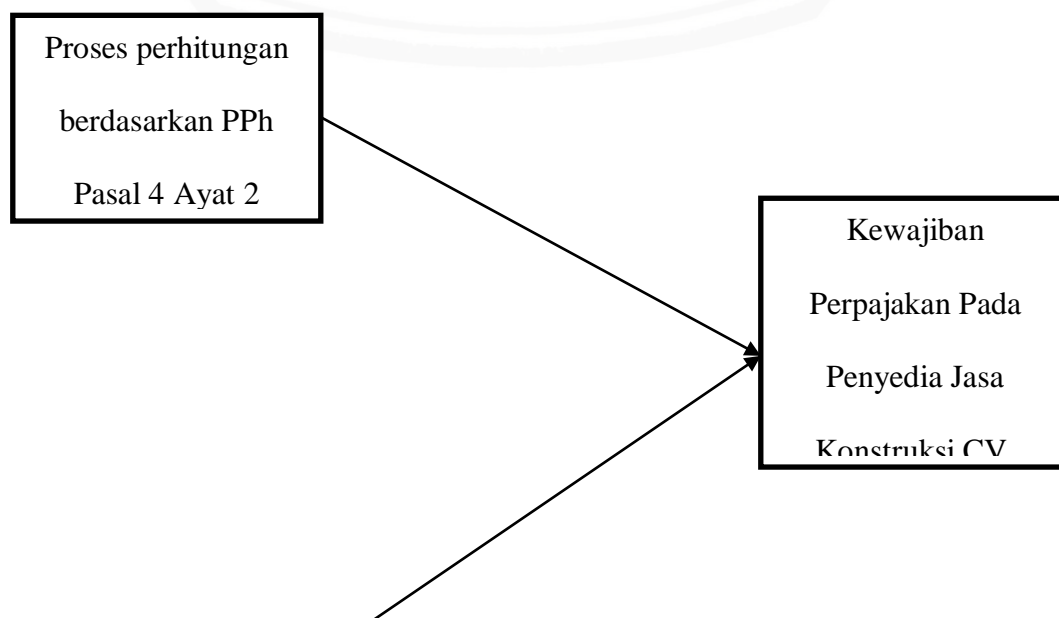 Proses perhitungan
berdasarkan PPh
Pasal 4 Ayat 2
Kewajiban
Perpajakan Pada
Penyedia Jasa
Konstruksi CV